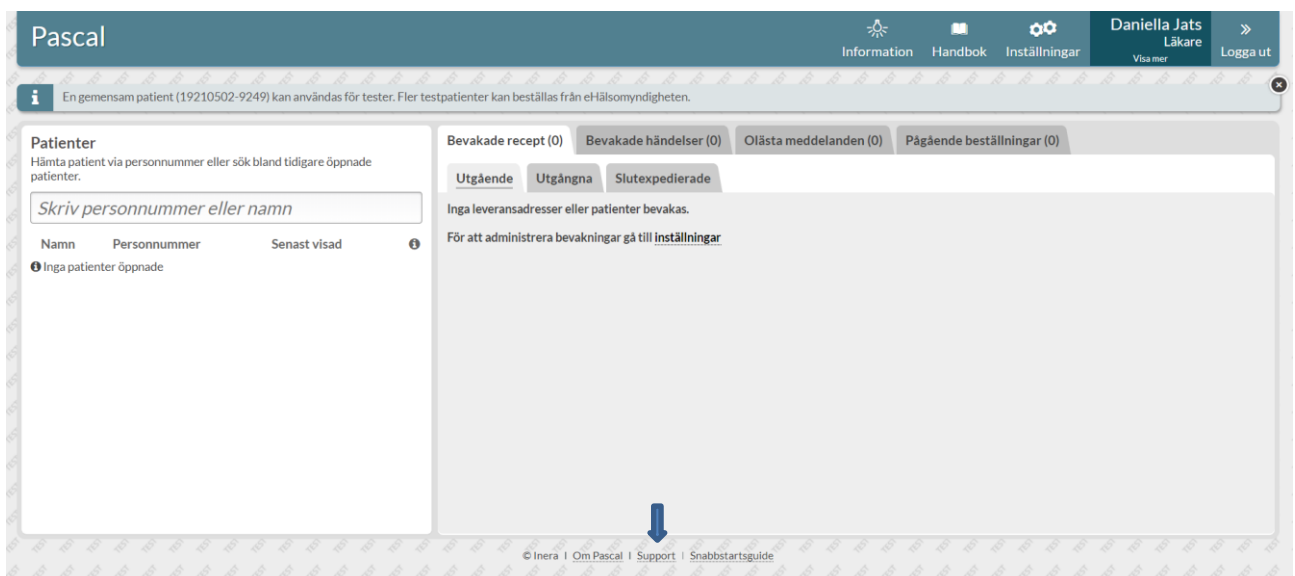 Pascal
Information
Handbok
Inställningar
Daniella Jats
Läkare
Visa mer
Logga ut
En gemensam patient (19210502-9249) kan användas för tester. Fler testpatienter kan beställas från eHälsomyndigheten.
Patienter
Hämta patient via personnummer eller sök bland tidigare öppnade
patienter.
Skriv personnummer eller namn
Namn Personnummer Senast visad
Inga patienter öppnade
Bevakade recept (0) Bevakade händelser (0) Olästa meddelanden (0) Pågående beställningar (0)
Utgående Utgångna Slutexpedierade
Inga leveransadresser eller patienter bevakas.
För att administrera bevakningar gå till inställningar
© Inera | Om Pascal | Support | Snabbstartsguide
TEST